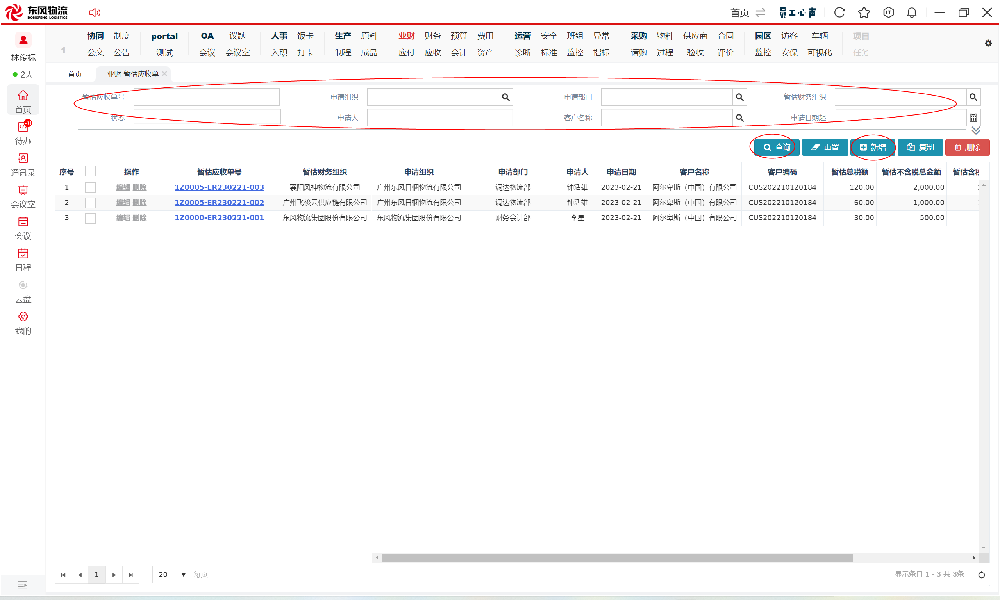 东风物流
DONGFENG LOGISTICS
首页 员工心声
林俊标
2人
首页
20
待办
通讯录
会议室
会议
日程
云盘
我的
1
协同 制度 portal OA 议题 人事 饭卡 生产 原料 业财 财务 预算 费用 运营 安全 班组 异常 采购 物料 供应商 合同 园区 访客 车辆 项目
公文 公告 测试 会议 会议室 入职 打卡 制程 成品 应付 应收 会计 资产 诊断 标准 监控 指标 请购 过程 验收 评价 监控 安保 可视化 任务
首页 业财-暂估应收单
暂估应收单号 申请组织 申请部门 暂估财务组织
状态 申请人 客户名称 申请日期起
查询 重置 新增 复制 删除
序号 操作 暂估应收单号 暂估财务组织 申请组织 申请部门 申请人 申请日期 客户名称 客户编码 暂估总税额 暂估不含税总金额 暂估含税
1 编辑 删除 1Z0005-ER230221-003 襄阳风神物流有限公司 广州东风日梱物流有限公司 调达物流部 钟活雄 2023-02-21 阿尔卑斯（中国）有限公司 CUS202210120184 120.00 2,000.00
2 编辑 删除 1Z0005-ER230221-002 广州飞梭云供应链有限公司 广州东风日梱物流有限公司 调达物流部 钟活雄 2023-02-21 阿尔卑斯（中国）有限公司 CUS202210120184 60.00 1,000.00
3 编辑 删除 1Z0000-ER230221-001 东风物流集团股份有限公司 东风物流集团股份有限公司 财务会计部 李星 2023-02-21 阿尔卑斯（中国）有限公司 CUS202210120184 30.00 500.00
1 20 每页 显示条目 1 - 3 共 3条